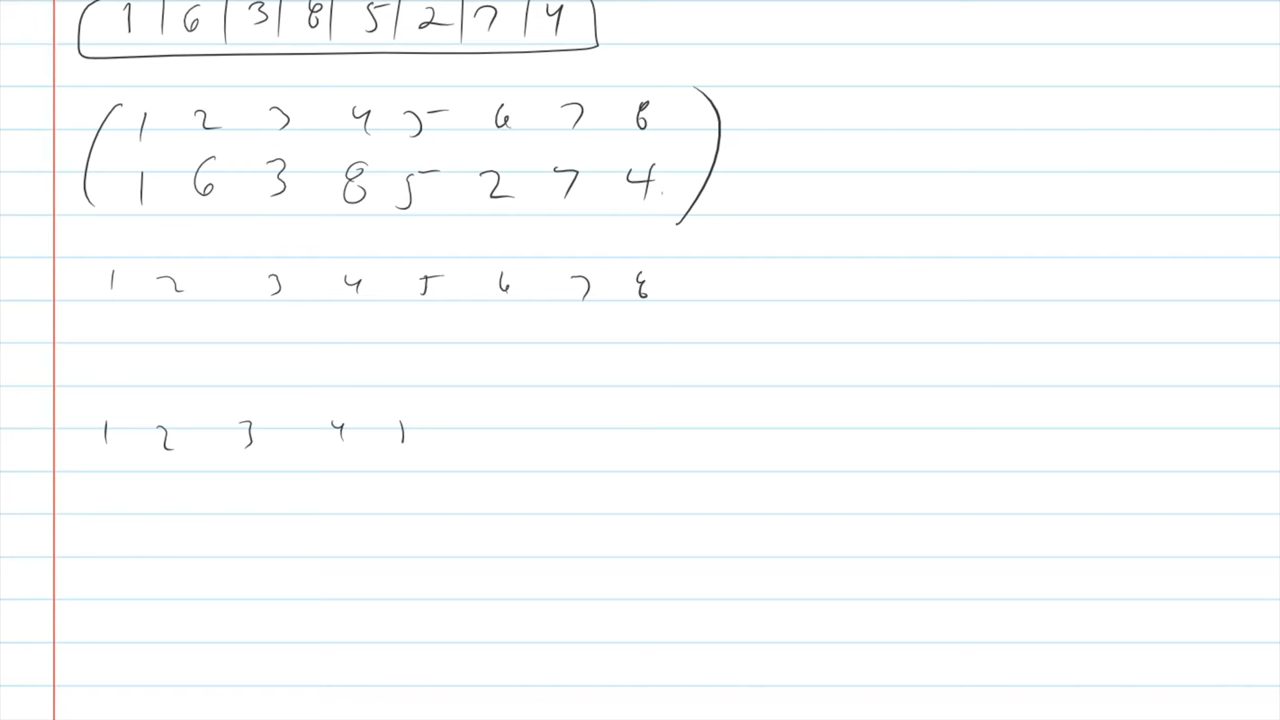 1 | 6 | 3 | 8 | 5 | 2 | 7 | 4
( 1 2 3 4 5 6 7 8
1 6 3 8 5 2 7 4. )
1 2 3 4 5 6 7 8
1 2 3 4 1